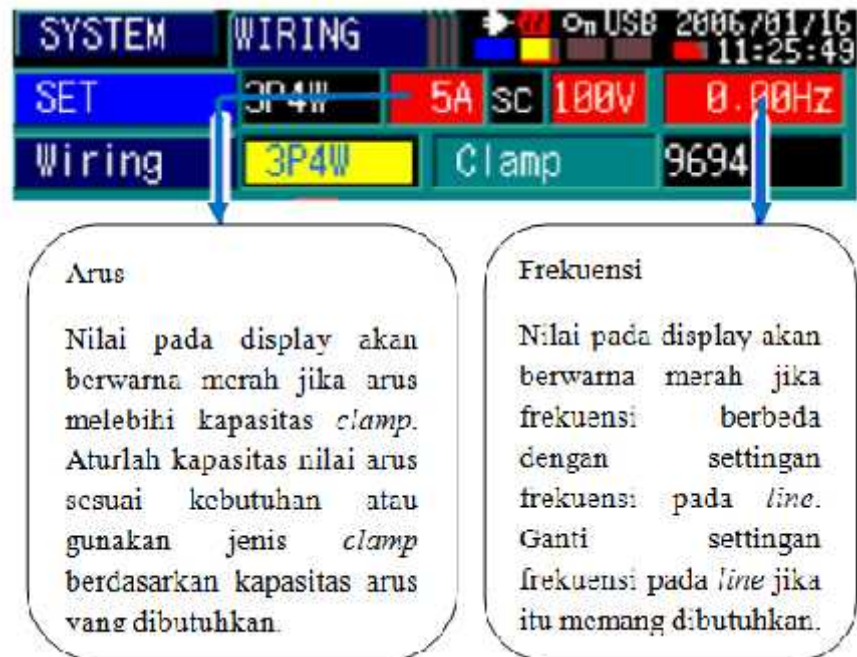 SYSTEM WIRING On USB 2006/01/16
11:25:49
SET 3P4W 5A SC 100V 0.00Hz
Wiring 3P4W Clamp 9694
Arus
Nilai pada display akan
berwarna merah jika arus
melebihi kapasitas clamp.
Aturlah kapasitas nilai arus
sesuai kebutuhan atau
gunakan jenis clamp
berdasarkan kapasitas arus
yang dibutuhkan.
Frekuensi
Nilai pada display akan
berwarna merah jika
frekuensi berbeda
dengan settingan
frekuensi pada line.
Ganti settingan
frekuensi pada line jika
itu memang dibutuhkan.